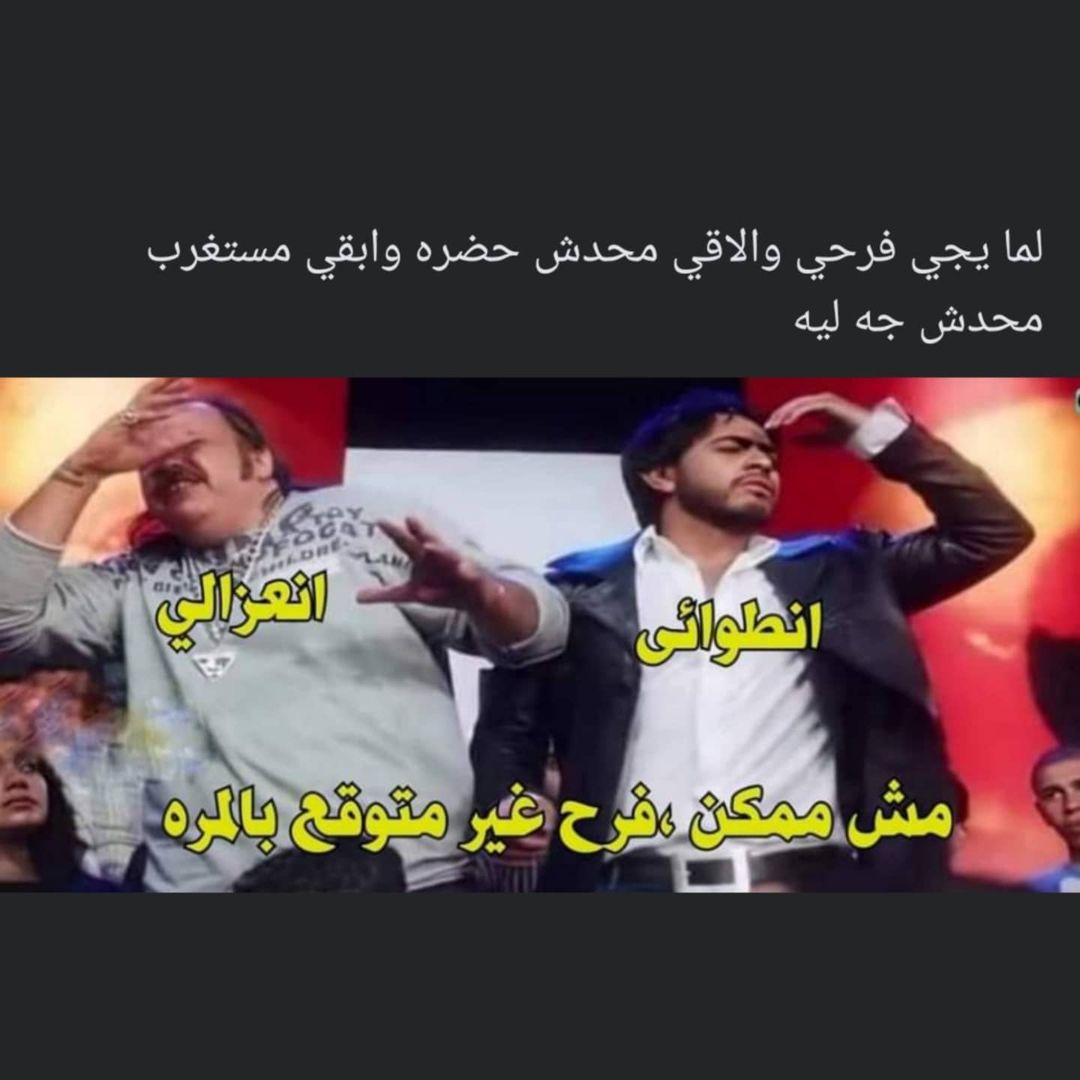 لما يجي فرحي والاقي محدش حضره وابقي مستغرب
محدش جه ليه
انعزالي
انطوائى
مش ممكن ،فرح غير متوقع بالمره